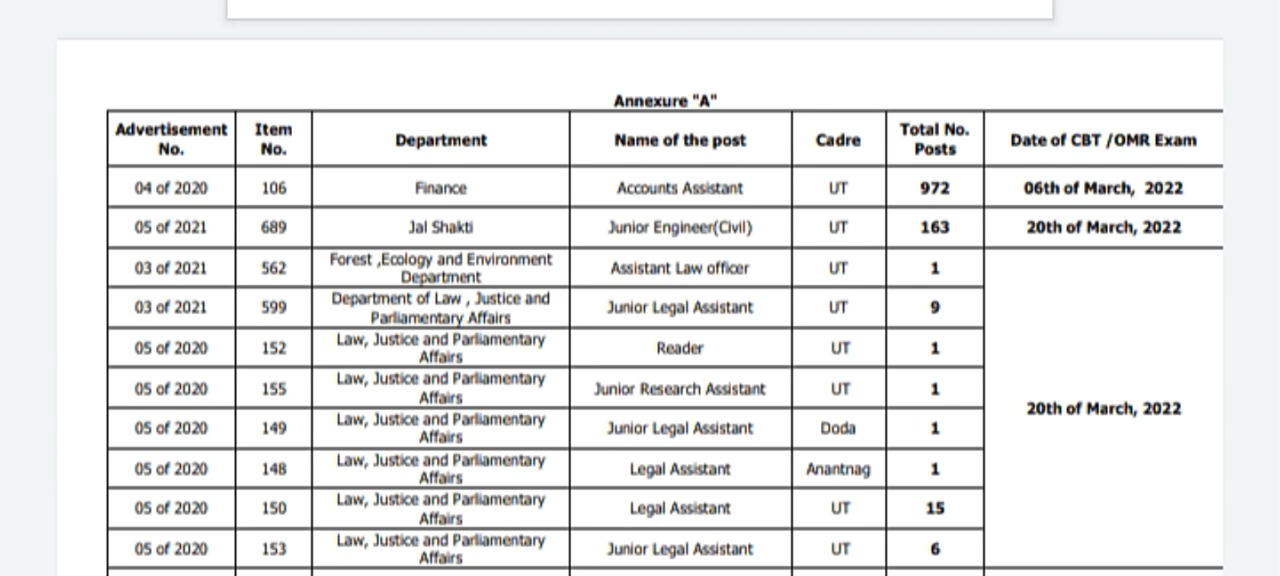 Annexure "A"
Advertisement No. Item No. Department Name of the post Cadre Total No. Posts Date of CBT /OMR Exam
04 of 2020 106 Finance Accounts Assistant UT 972 06th of March, 2022
05 of 2021 689 Jal Shakti Junior Engineer(Civil) UT 163 20th of March, 2022
03 of 2021 562 Forest ,Ecology and Environment Department Assistant Law officer UT 1
03 of 2021 599 Department of Law , Justice and Parliamentary Affairs Junior Legal Assistant UT 9
05 of 2020 152 Law, Justice and Parliamentary Affairs Reader UT 1
05 of 2020 155 Law, Justice and Parliamentary Affairs Junior Research Assistant UT 1
20th of March, 2022
05 of 2020 149 Law, Justice and Parliamentary Affairs Junior Legal Assistant Doda 1
05 of 2020 148 Law, Justice and Parliamentary Affairs Legal Assistant Anantnag 1
05 of 2020 150 Law, Justice and Parliamentary Affairs Legal Assistant UT 15
05 of 2020 153 Law, Justice and Parliamentary Affairs Junior Legal Assistant UT 6